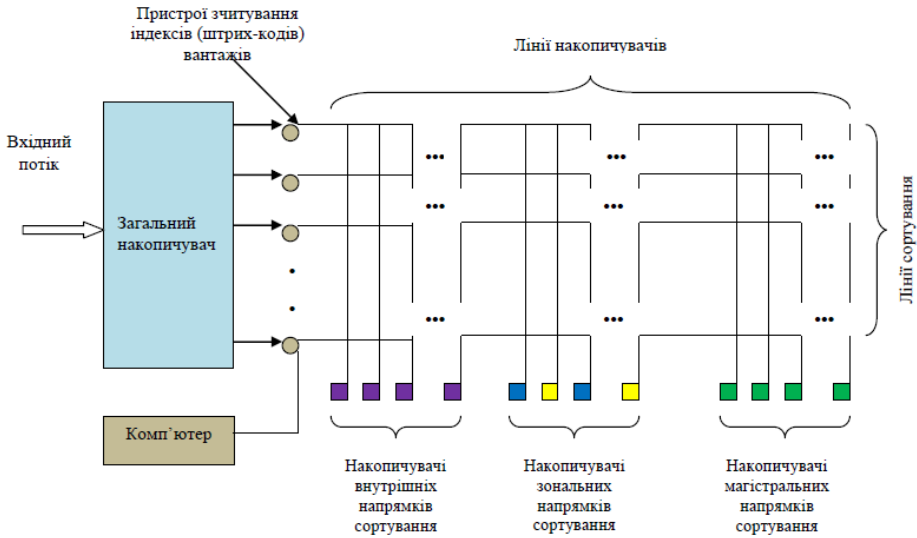 Пристрої зчитування
індексів (штрих-кодів)
вантажів
Лінії накопичувачів
Вхідний
потік
Загальний
накопичувач
...
...
...
...
...
...
...
...
...
Лінії сортування
Комп’ютер
Накопичувачі
внутрішніх
напрямків
сортування
Накопичувачі
зональних
напрямків
сортування
Накопичувачі
магістральних
напрямків
сортування